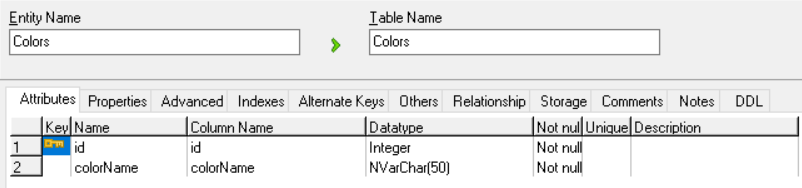 Entity Name Table Name
Colors Colors
Attributes Properties Advanced Indexes Alternate Keys Others Relationship Storage Comments Notes DDL
Key Name Column Name Datatype Not nul Unique Description
1 id id Integer Not null
2 colorName colorName NVarChar(50) Not null